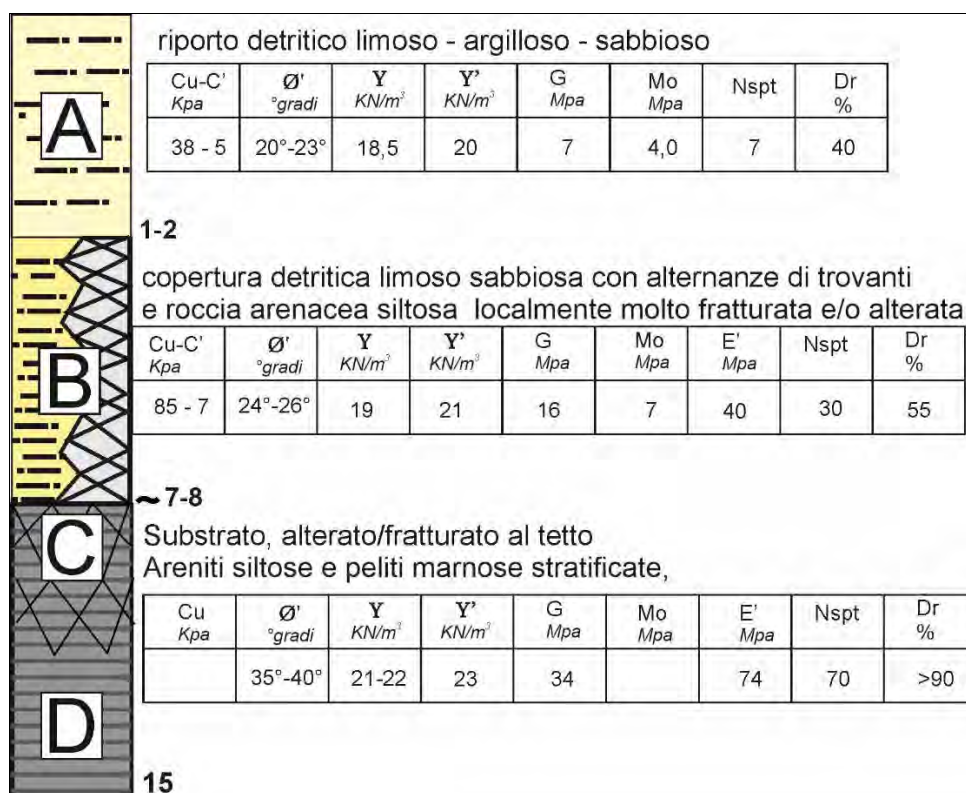 riporto detritico limoso - argilloso - sabbioso
Cu-C' Ø' Y Y' G Mo Nspt Dr
Kpa °gradi KN/m³ KN/m³ Mpa Mpa %
38 - 5 20°-23° 18,5 20 7 4,0 7 40
A
1-2
copertura detritica limoso sabbiosa con alternanze di trovanti
e roccia arenacea siltosa localmente molto fratturata e/o alterata
Cu-C' Ø' Y Y' G Mo E' Nspt Dr
Kpa °gradi KN/m³ KN/m³ Mpa Mpa Mpa %
85 - 7 24°-26° 19 21 16 7 40 30 55
B
~ 7-8
C
Substrato, alterato/fratturato al tetto
Areniti siltose e peliti marnose stratificate,
Cu Ø' Y Y' G Mo E' Nspt Dr
Kpa °gradi KN/m³ KN/m³ Mpa Mpa Mpa %
35°-40° 21-22 23 34 74 70 >90
D
15